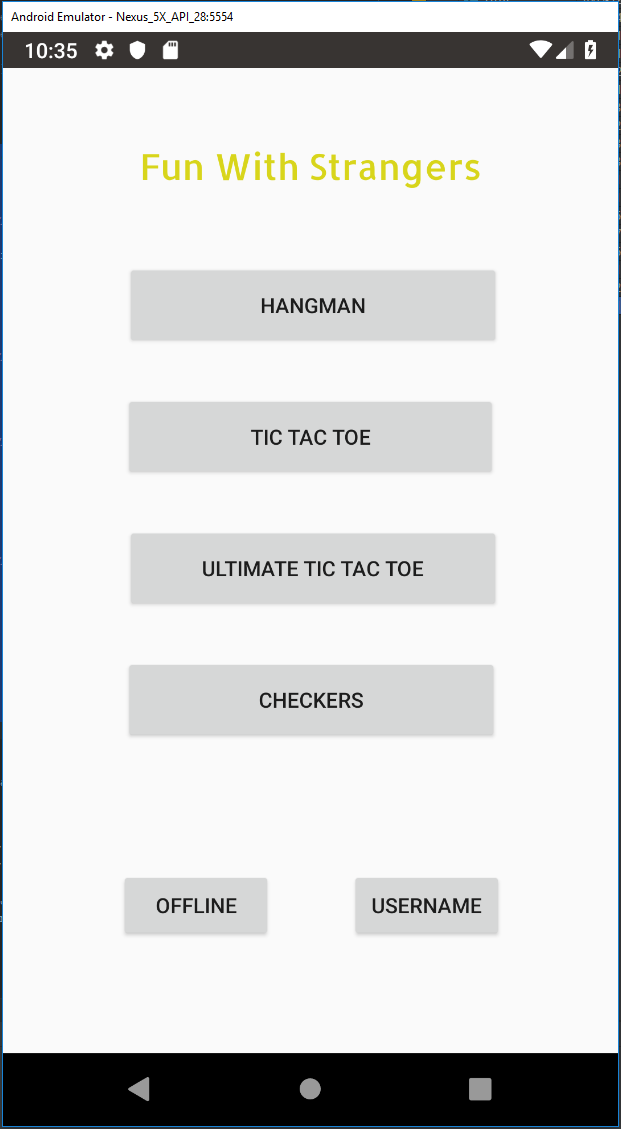 Android Emulator - Nexus_5X_API_28:5554
10:35
Fun With Strangers
HANGMAN
TIC TAC TOE
ULTIMATE TIC TAC TOE
CHECKERS
OFFLINE USERNAME